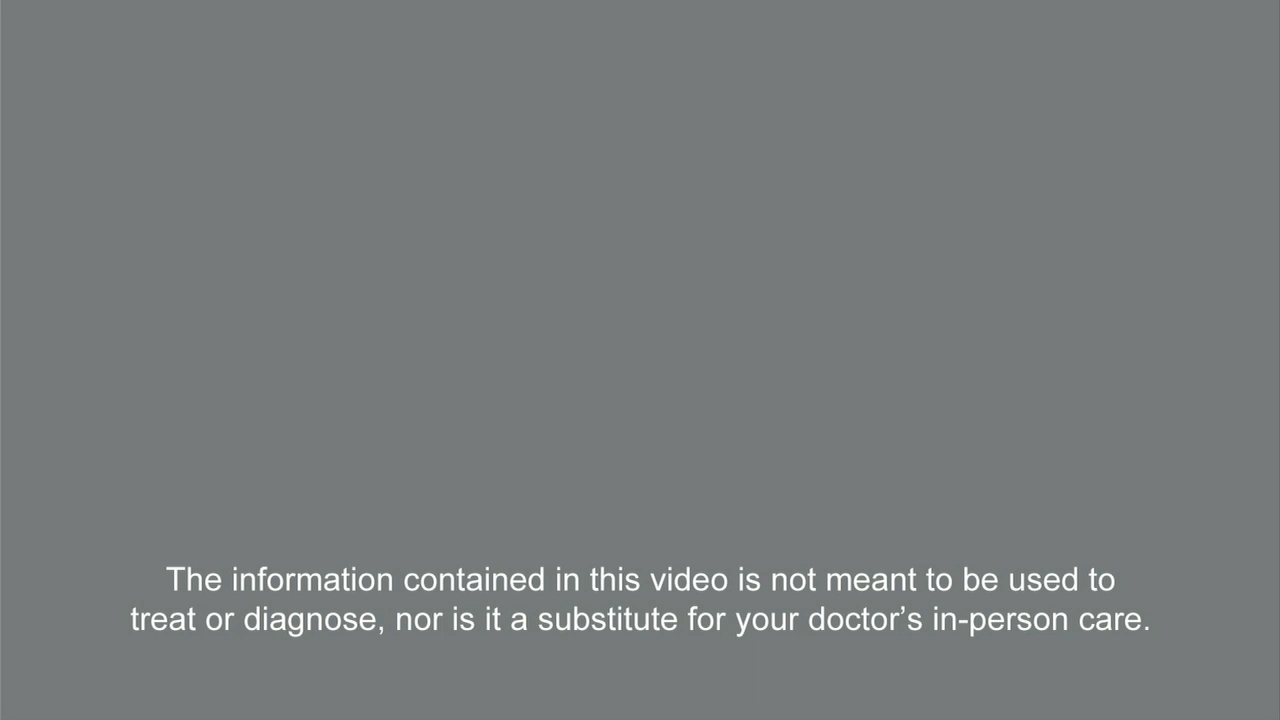 The information contained in this video is not meant to be used to
treat or diagnose, nor is it a substitute for your doctor’s in-person care.